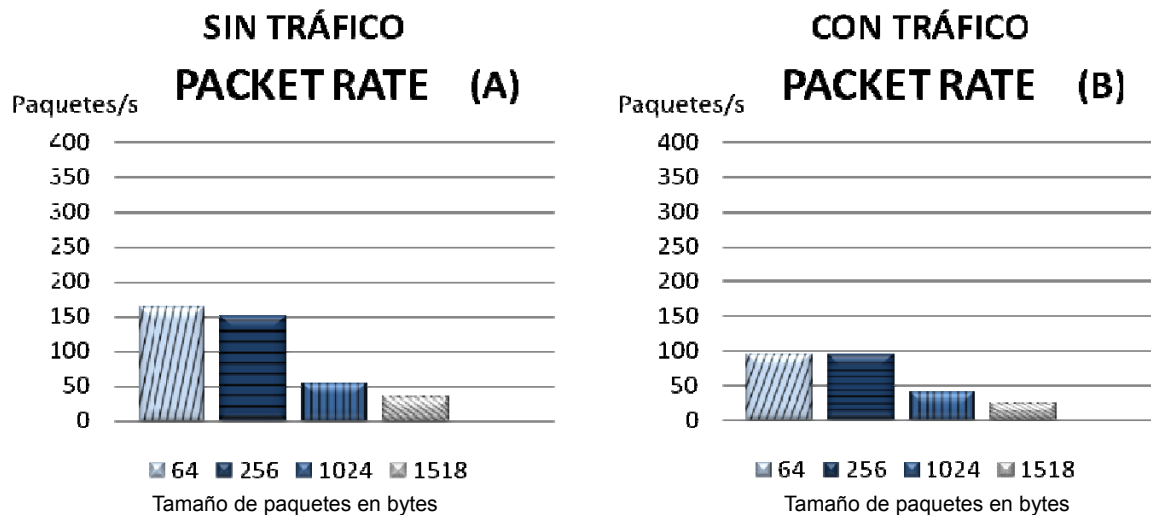 SIN TRÁFICO
PACKET RATE (A)
Paquetes/s
400
350
300
250
200
150
100
50
0
64 256 1024 1518
Tamaño de paquetes en bytes
CON TRÁFICO
PACKET RATE (B)
Paquetes/s
400
350
300
250
200
150
100
50
0
64 256 1024 1518
Tamaño de paquetes en bytes